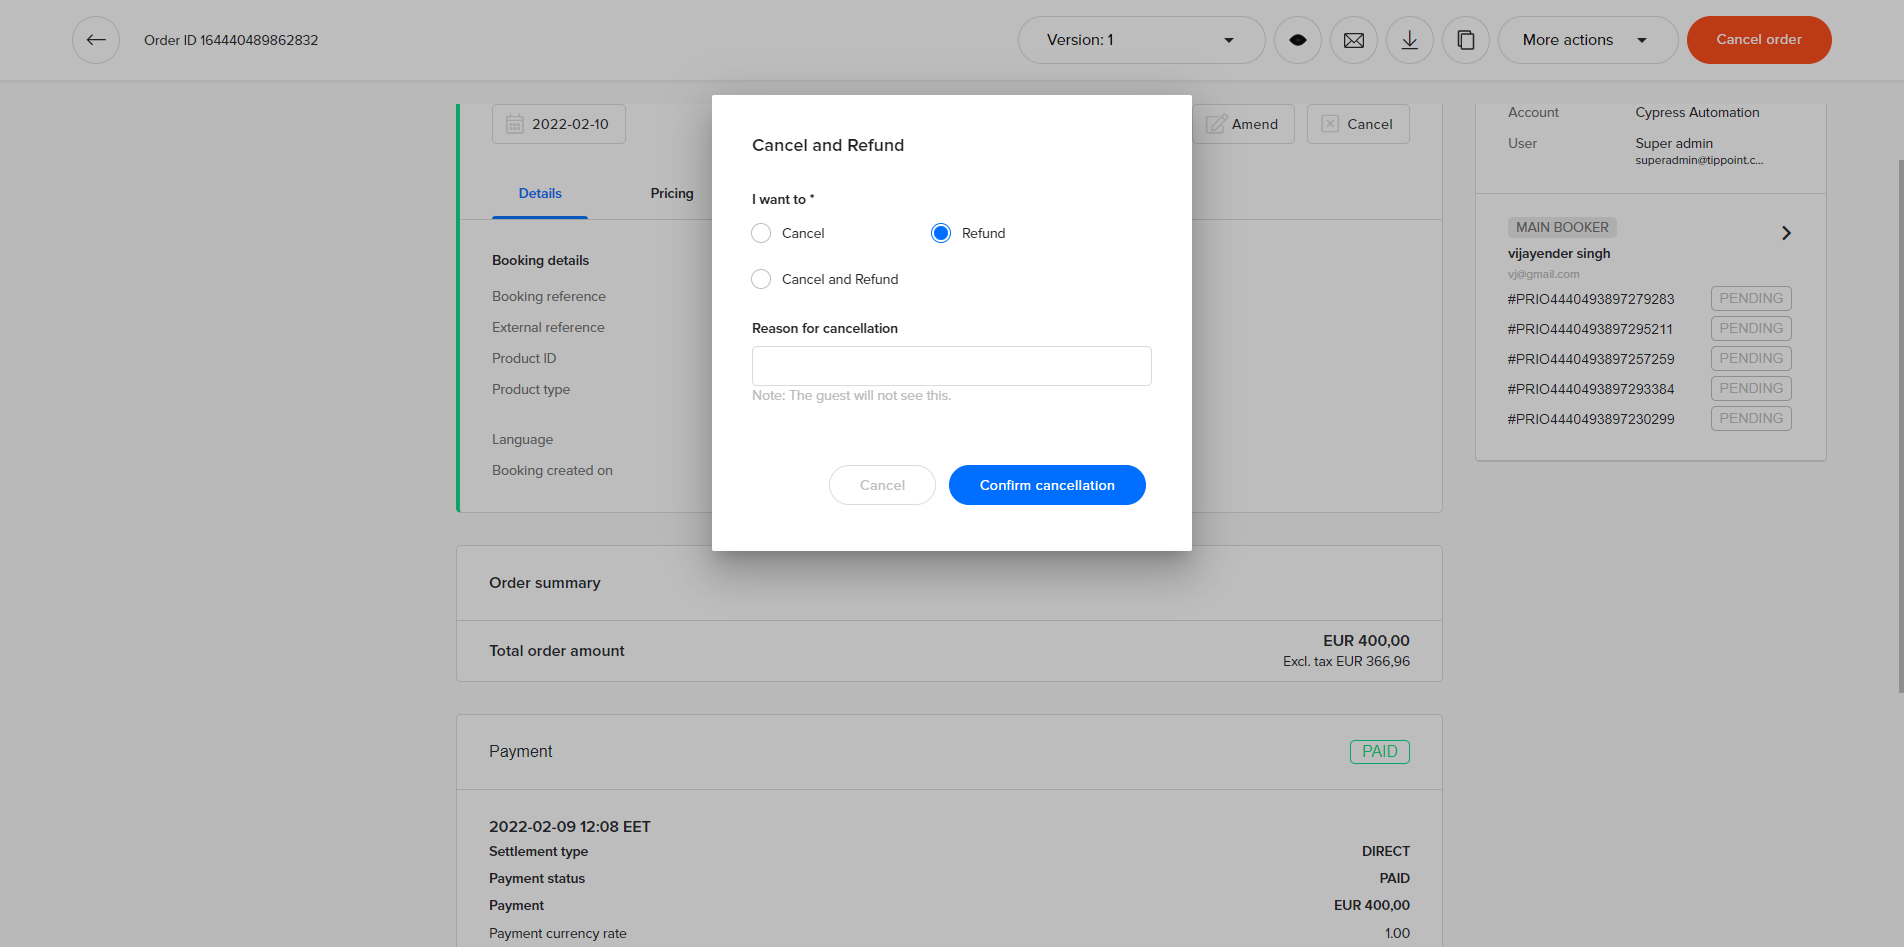 Order ID 164440489862832
Version: 1
More actions
Cancel order
2022-02-10
Amend
Cancel
Details
Pricing
Booking details
Booking reference
External reference
Product ID
Product type
Language
Booking created on
Cancel and Refund
I want to *
Cancel
Refund
Cancel and Refund
Reason for cancellation
Note: The guest will not see this.
Cancel
Confirm cancellation
Account Cypress Automation
User Super admin
superadmin@tippoint.c...
MAIN BOOKER
vijayender singh
vj@gmail.com
#PRIO4440493897279283 PENDING
#PRIO4440493897295211 PENDING
#PRIO4440493897257259 PENDING
#PRIO4440493897293384 PENDING
#PRIO4440493897230299 PENDING
Order summary
Total order amount
EUR 400,00
Excl. tax EUR 366,96
Payment PAID
2022-02-09 12:08 EET
Settlement type DIRECT
Payment status PAID
Payment EUR 400,00
Payment currency rate 1.00